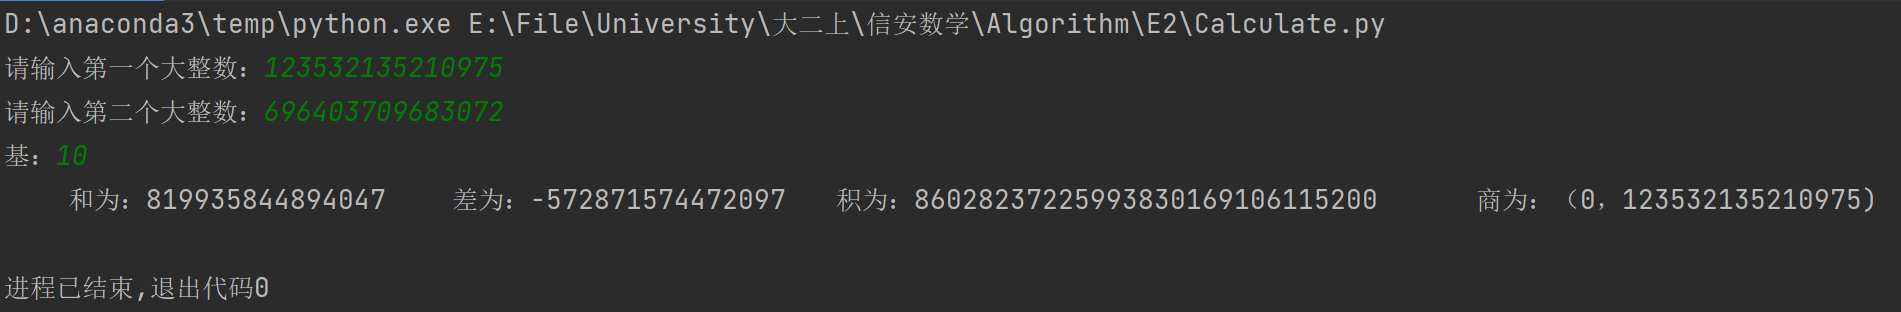 D:\anaconda3\temp\python.exe E:\File\University\大二上\信安数学\Algorithm\E2\Calculate.py
请输入第一个大整数：123532135210975
请输入第二个大整数：696403709683072
基：10
和为：819935844894047 差为：-572871574472097 积为：86028237225993830169106115200 商为：（0，123532135210975)
进程已结束,退出代码0